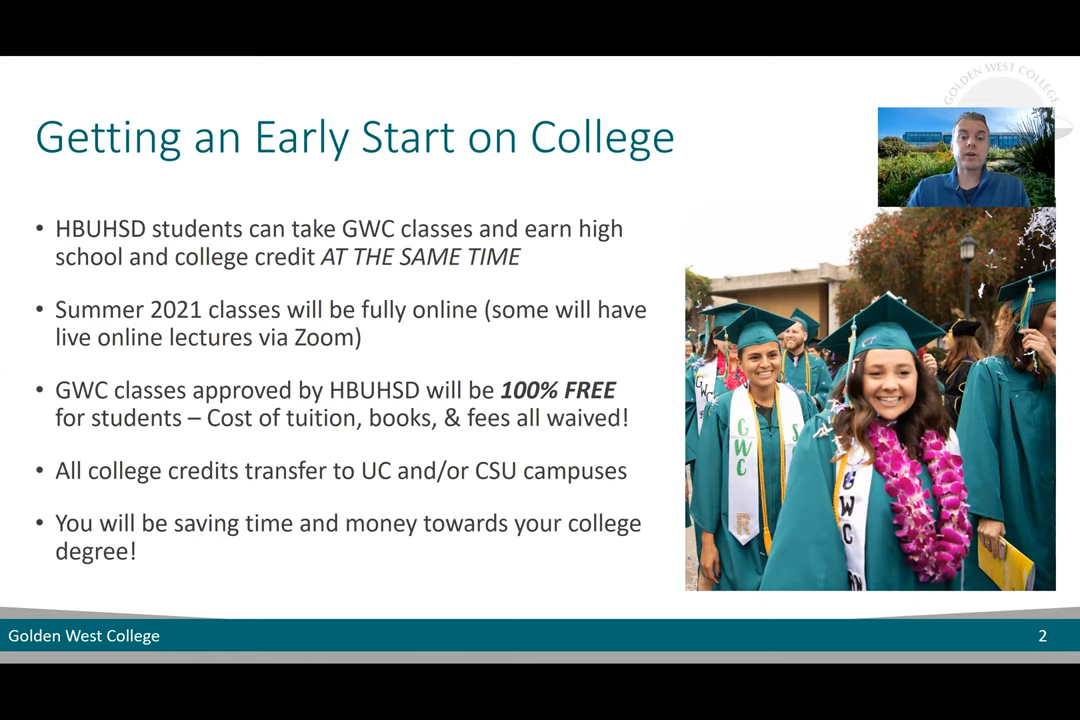 GOLDEN WEST COLLEGE
Getting an Early Start on College
• HBUHSD students can take GWC classes and earn high
school and college credit AT THE SAME TIME
• Summer 2021 classes will be fully online (some will have
live online lectures via Zoom)
• GWC classes approved by HBUHSD will be 100% FREE
for students – Cost of tuition, books, & fees all waived!
• All college credits transfer to UC and/or CSU campuses
• You will be saving time and money towards your college
degree!
GWC
S
GWC
Golden West College
2